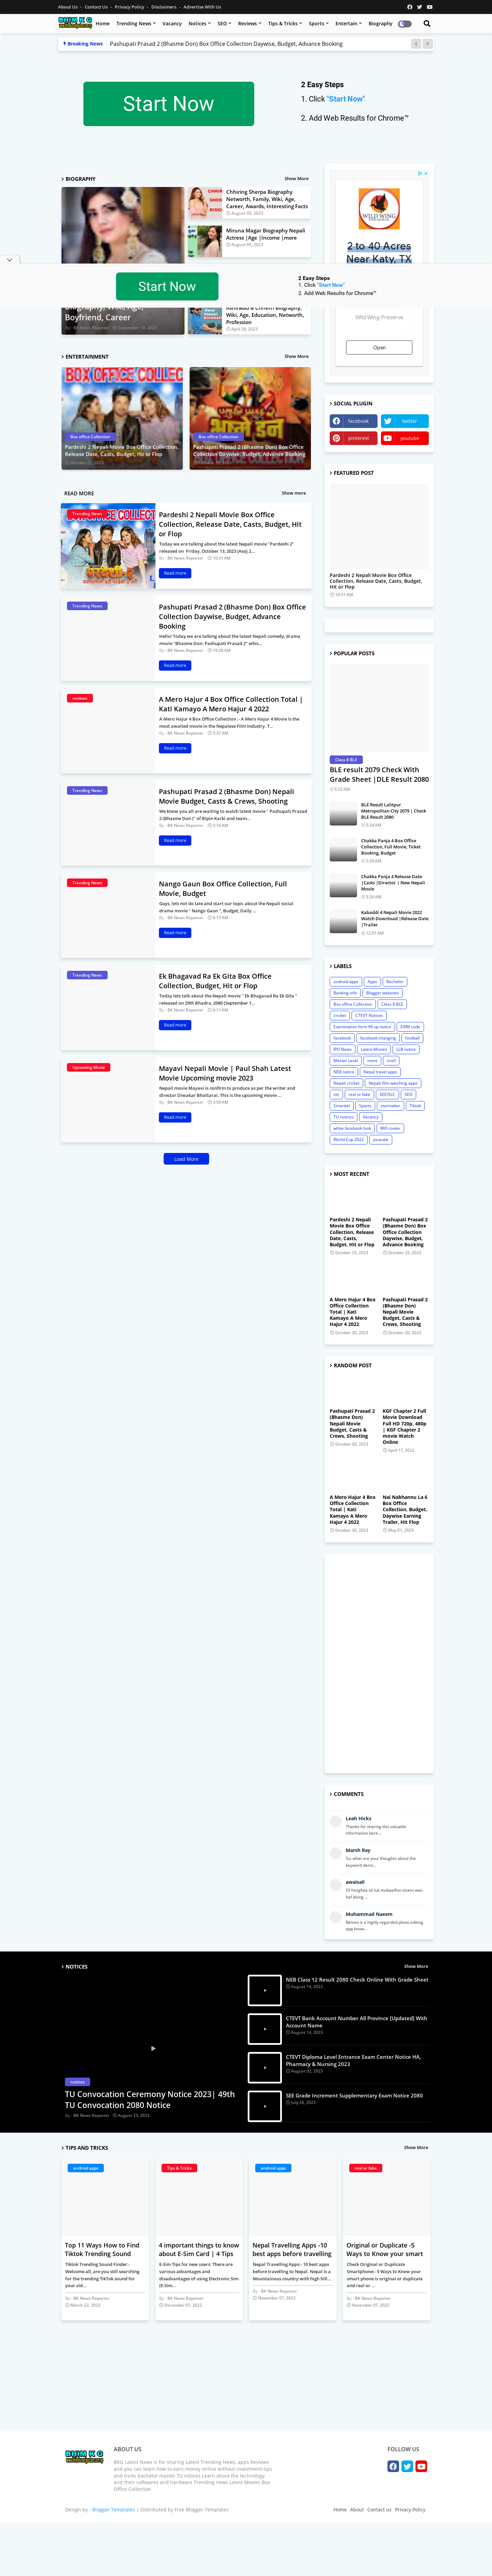 About Us - Contact Us - Privacy Policy - Disclaimers - Advertise With Us
BHIM K G
Home Trending News Vacancy Notices SEO Reviews Tips & Tricks Sports Entertain Biography
Breaking News Pashupati Prasad 2 (Bhasme Don) Box Office Collection Daywise, Budget, Advance Booking
Start Now
2 Easy Steps
1. Click "Start Now"
2. Add Web Results for Chrome™
BIOGRAPHY
Show More
Chhiring Sherpa Biography Networth, Family, Wiki, Age, Career, Awards, Interesting Facts
August 05, 2023
Miruna Magar Biography Nepali Actress |Age |Income |more
August 03, 2023
Biography, Wiki, Age, Biography, Career
By - BK News Reporter September 18, 2023
Biography, Wiki, Age, Education, Networth, Profession
April 29, 2023
Start Now
2 Easy Steps
1. Click "Start Now"
2. Add Web Results for Chrome™
2 to 40 Acres
Near Katy, TX
Wild Wing Preserve
Open
ENTERTAINMENT
Show More
Box office Collection
Pardeshi 2 Nepali Movie Box Office Collection, Release Date, Casts, Budget, Hit or Flop
October 25, 2023
Box office Collection
Pashupati Prasad 2 (Bhasme Don) Box Office Collection Daywise, Budget, Advance Booking
READ MORE
Show more
Trending News
Pardeshi 2 Nepali Movie Box Office Collection, Release Date, Casts, Budget, Hit or Flop
Today we are talking about the latest Nepali movie "Pardeshi 2" released on Friday, October 13, 2023 (Asoj 2…
By - BK News Reporter 10:31 AM
Read more
Trending News
Pashupati Prasad 2 (Bhasme Don) Box Office Collection Daywise, Budget, Advance Booking
Hello! Today we are talking about the latest Nepali comedy, drama movie "Bhasme Don: Pashupati Prasad 2" whic…
By - BK News Reporter 10:28 AM
Read more
reviews
A Mero Hajur 4 Box Office Collection Total | Kati Kamayo A Mero Hajur 4 2022
A Mero Hajur 4 Box Office Collection :- A Mero Hajur 4 Movie is the most awaited movie in the Nepalese Film Industry. T…
By - BK News Reporter 5:37 AM
Read more
Trending News
Pashupati Prasad 2 (Bhasme Don) Nepali Movie Budget, Casts & Crews, Shooting
We know you all are waiting to watch latest movie " Pashupati Prasad 2 (Bhasme Don )" of Bipin Karki and team…
By - BK News Reporter 5:16 AM
Read more
Trending News
Nango Gaun Box Office Collection, Full Movie, Budget
Guys, lets not do late and start our topic about the Nepali social drama movie " Nango Gaun ", Budget, Daily …
By - BK News Reporter 6:15 AM
Read more
Trending News
Ek Bhagavad Ra Ek Gita Box Office Collection, Budget, Hit or Flop
Today lets talk about the Nepali movie " Ek Bhagavad Ra Ek Gita " released on 29th Bhadra, 2080 (September 1…
By - BK News Reporter 6:11 AM
Read more
Upcoming Movie
Mayavi Nepali Movie | Paul Shah Latest Movie Upcoming movie 2023
Nepali movie Mayavi is confirm to produce as per the writer and director Diwakar Bhattarai. This is the upcoming movie …
By - BK News Reporter 5:50 AM
Read more
Load More
SOCIAL PLUGIN
facebook
twitter
pinterest
youtube
FEATURED POST
Pardeshi 2 Nepali Movie Box Office Collection, Release Date, Casts, Budget, Hit or Flop
10:31 AM
POPULAR POSTS
Class 8 BLE
BLE result 2079 Check With Grade Sheet |DLE Result 2080
5:22 AM
BLE Result Lalitpur Metropolitan City 2079 | Check BLE Result 2080
5:24 AM
Chakka Panja 4 Box Office Collection, Full Movie, Ticket Booking, Budget
2:29 AM
Chakka Panja 4 Release Date |Casts |Director | New Nepali Movie
3:26 AM
Kabaddi 4 Nepali Movie 2022 Watch Download |Release Date |Trailer
12:01 AM
LABELS
android apps
Apps
Bachelor
Banking info
Blogger websites
Box office Collection
Class 8 BLE
cricket
CTEVT Notices
Examination form fill up notice
EXIM code
facebook
facebook changing
football
IPO News
Latest Movies
LLB notice
Master Level
more
ncell
NEB notice
Nepal travel apps
Nepali cricket
Nepali film watching apps
ntc
real or fake
SEE/SLC
SEO
Smartcel
Sports
starmaker
Tiktok
TU notices
Vacancy
white facebook look
Wifi router
World Cup 2022
youtube
MOST RECENT
Pardeshi 2 Nepali Movie Box Office Collection, Release Date, Casts, Budget, Hit or Flop
October 25, 2023
Pashupati Prasad 2 (Bhasme Don) Box Office Collection Daywise, Budget, Advance Booking
October 25, 2023
A Mero Hajur 4 Box Office Collection Total | Kati Kamayo A Mero Hajur 4 2022
October 20, 2023
Pashupati Prasad 2 (Bhasme Don) Nepali Movie Budget, Casts & Crews, Shooting
October 20, 2023
RANDOM POST
Pashupati Prasad 2 (Bhasme Don) Nepali Movie Budget, Casts & Crews, Shooting
October 20, 2023
KGF Chapter 2 Full Movie Download Full HD 720p, 480p | KGF Chapter 2 movie Watch Online
April 17, 2022
A Mero Hajur 4 Box Office Collection Total | Kati Kamayo A Mero Hajur 4 2022
October 20, 2023
Nai Nabhannu La 6 Box Office Collection, Budget, Daywise Earning Trailer, Hit Flop
May 01, 2023
COMMENTS
Leah Hicks
Thanks for sharing this valuable information here....
Marsh Ray
So, what are your thoughts about the keyword densi...
awaisali
Ol Yangilala oli luk mobaeilfon olsem wan haf blong ...
Muhammad Naeem
Remini is a highly regarded photo editing app know...
NOTICES
Show More
notices
TU Convocation Ceremony Notice 2023| 49th TU Convocation 2080 Notice
By - BK News Reporter August 23, 2023
NEB Class 12 Result 2080 Check Online With Grade Sheet
August 14, 2023
CTEVT Bank Account Number All Province [Updated] With Account Name
August 14, 2023
CTEVT Diploma Level Entrance Exam Center Notice HA, Pharmacy & Nursing 2023
August 02, 2023
SEE Grade Increment Supplementary Exam Notice 2080
July 26, 2023
TIPS AND TRICKS
Show More
android apps
Top 11 Ways How to Find Tiktok Trending Sound
Tiktok Trending Sound Finder:- Welcome all, are you still searching for the trending TikTok sound for your vid…
By - BK News Reporter
March 22, 2023
Tips & Tricks
4 important things to know about E-Sim Card | 4 Tips
E-Sim Tips for new users: There are various advantages and disadvantages of using Electronic Sim (E-Sim…
By - BK News Reporter
December 07, 2022
android apps
Nepal Travelling Apps -10 best apps before travelling
Nepal Travelling Apps:- 10 best apps before travelling to Nepal. Nepal is a Mountainous country with high hill…
By - BK News Reporter
November 07, 2022
real or fake
Original or Duplicate -5 Ways to Know your smart
Check Original or Duplicate Smartphone:- 5 Ways to Know your smart phone is original or duplicate and real or …
By - BK News Reporter
November 07, 2022
BHIM K G
ABOUT US
BKG Latest News is for sharing Latest Trending News, apps Reviews and you can learn how to earn money online without investment tips and tricks bachelor master TU notices Learn about the technology and their softwares and hardware Trending news Latest Movies Box Office Collection
FOLLOW US
Design by - Blogger Templates | Distributed by Free Blogger Templates
Home About Contact us Privacy Policy